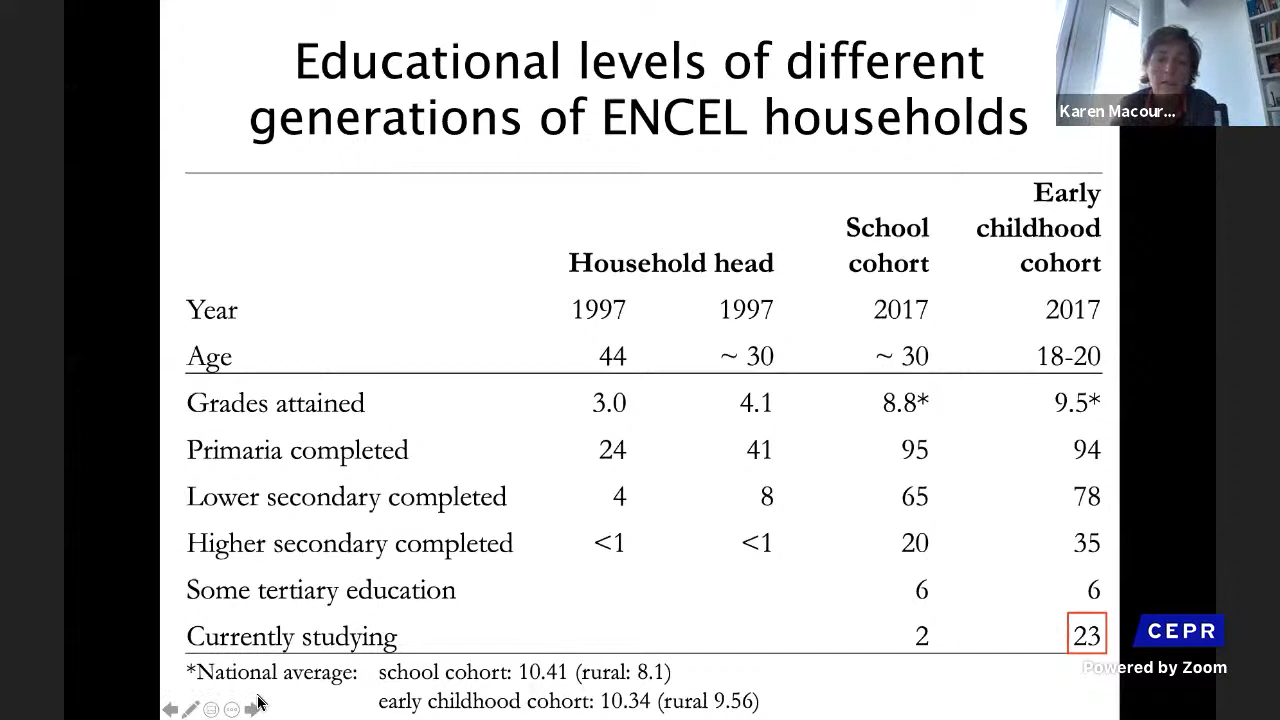 Educational levels of different
generations of ENCEL households
Karen Macour...
Early
School childhood
Household head cohort cohort
Year 1997 1997 2017 2017
Age 44 ~ 30 ~ 30 18-20
Grades attained 3.0 4.1 8.8* 9.5*
Primaria completed 24 41 95 94
Lower secondary completed 4 8 65 78
Higher secondary completed <1 <1 20 35
Some tertiary education 6 6
Currently studying 2 23
*National average: school cohort: 10.41 (rural: 8.1)
early childhood cohort: 10.34 (rural 9.56)
CEPR
Powered by Zoom